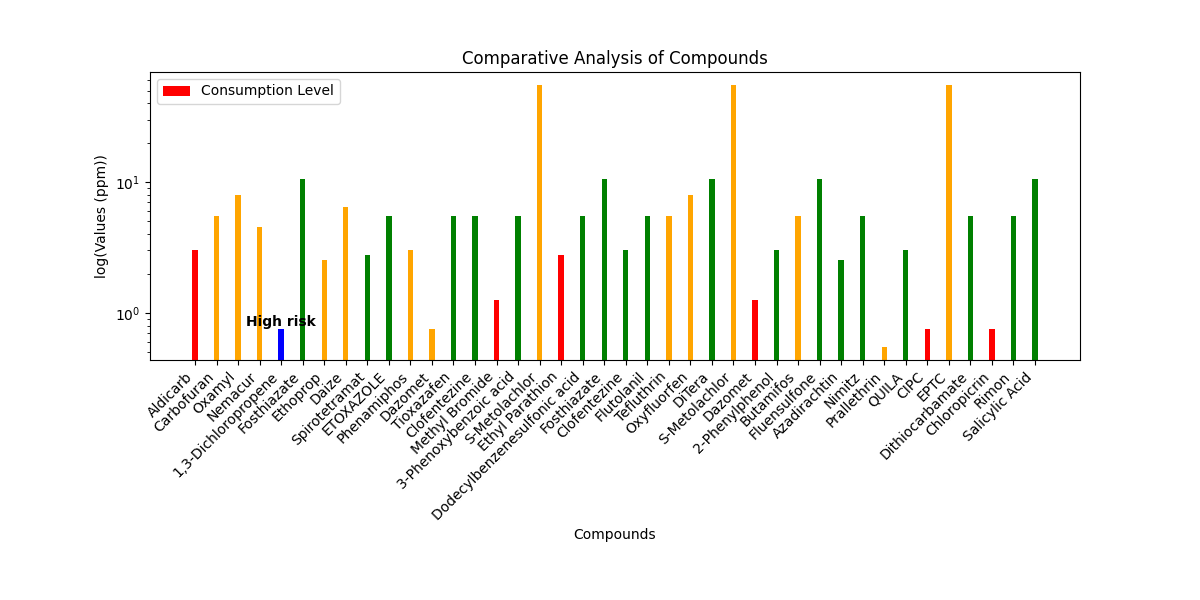 Comparative Analysis of Compounds
Consumption Level
log(Values (ppm))
10¹
10⁰
High risk
Aldicarb
Carbofuran
Oxamyl
Nemacur
1,3-Dichloropropene
Fosthiazate
Ethoprop
Daize
Spirotetramat
ETOXAZOLE
Phenamiphos
Dazomet
Tioxazafen
Clofentezine
Methyl Bromide
3-Phenoxybenzoic acid
S-Metolachlor
Ethyl Parathion
Dodecylbenzenesulfonic acid
Fosthiazate
Clofentezine
Flutolanil
Tefluthrin
Oxyfluorfen
DiTera
S-Metolachlor
Dazomet
2-Phenylphenol
Butamifos
Fluensulfone
Azadirachtin
Nimitz
Prallethrin
QUILA
CIPC
EPTC
Dithiocarbamate
Chloropicrin
Rimon
Salicylic Acid
Compounds